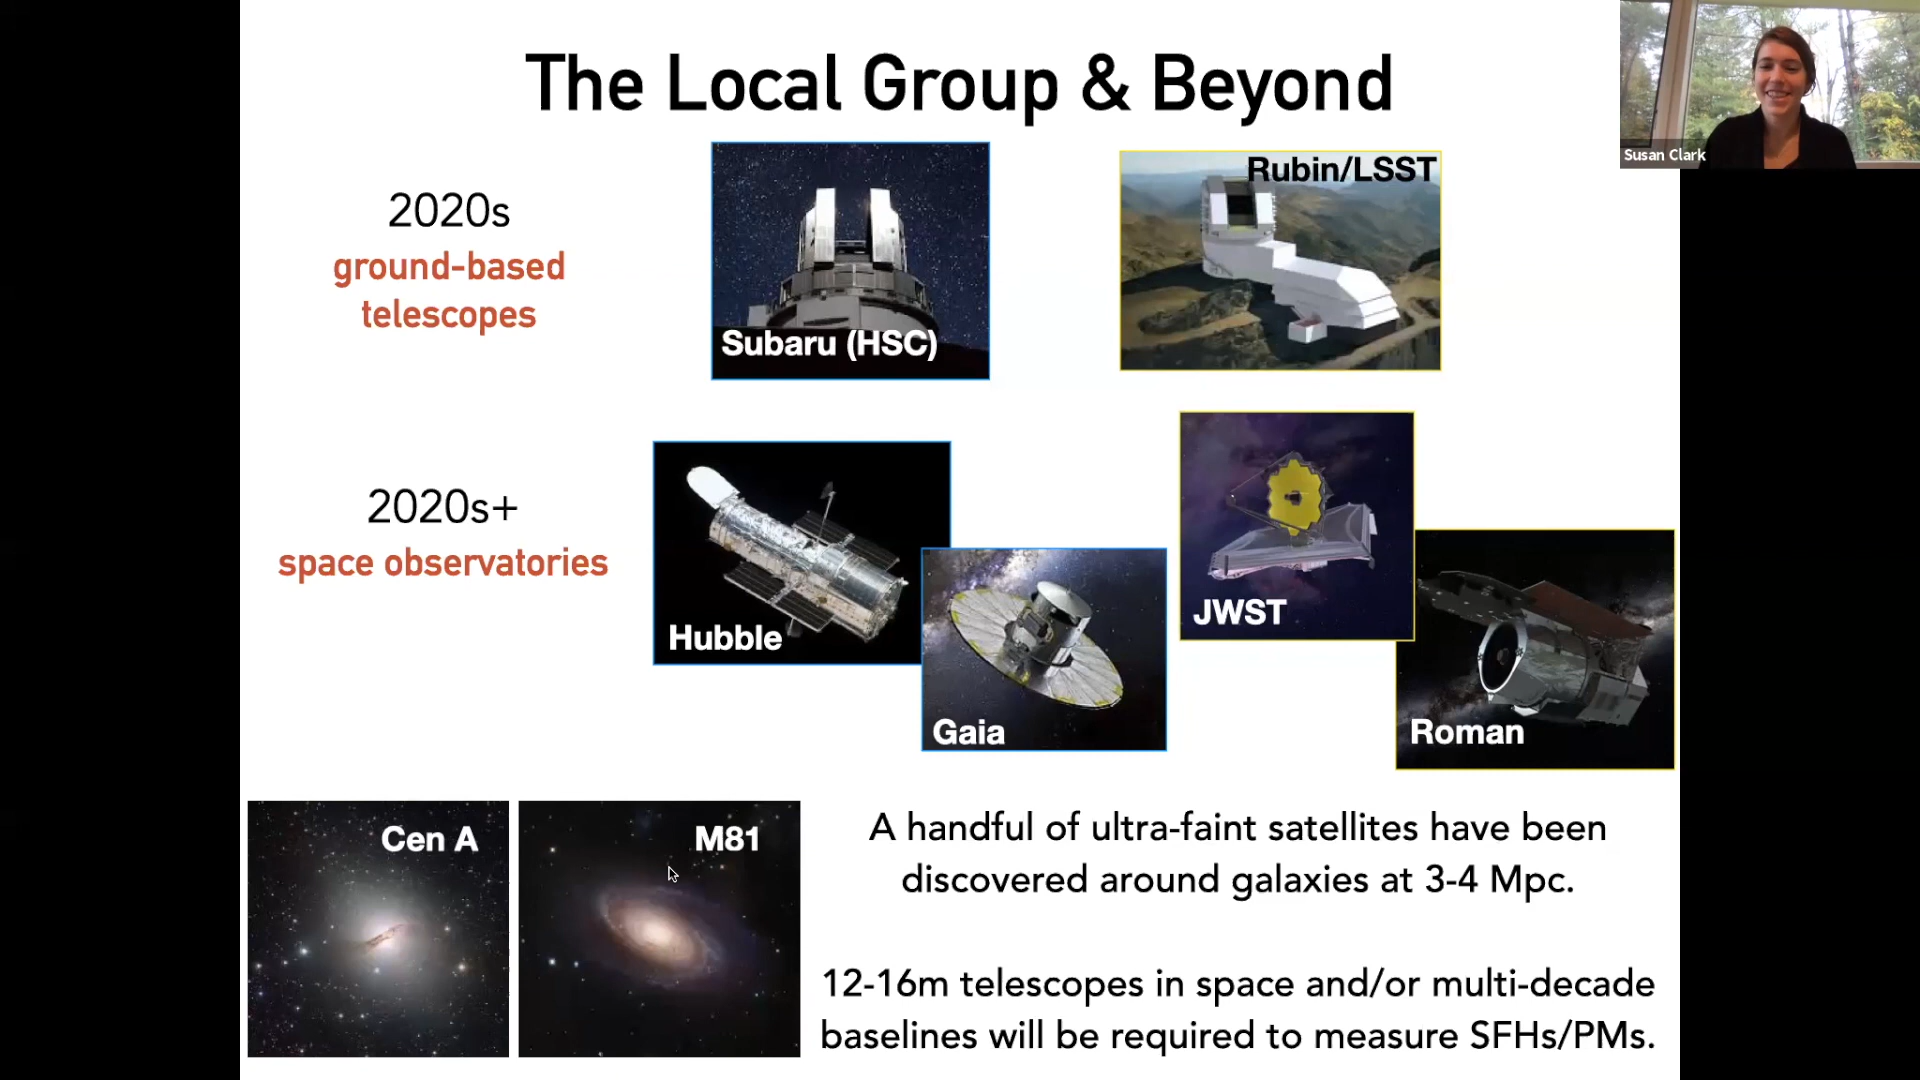 The Local Group & Beyond
Susan Clark
2020s
ground-based
telescopes
Subaru (HSC)
Rubin/LSST
2020s+
space observatories
Hubble
Gaia
JWST
Roman
Cen A
M81
A handful of ultra-faint satellites have been
discovered around galaxies at 3-4 Mpc.
12-16m telescopes in space and/or multi-decade
baselines will be required to measure SFHs/PMs.